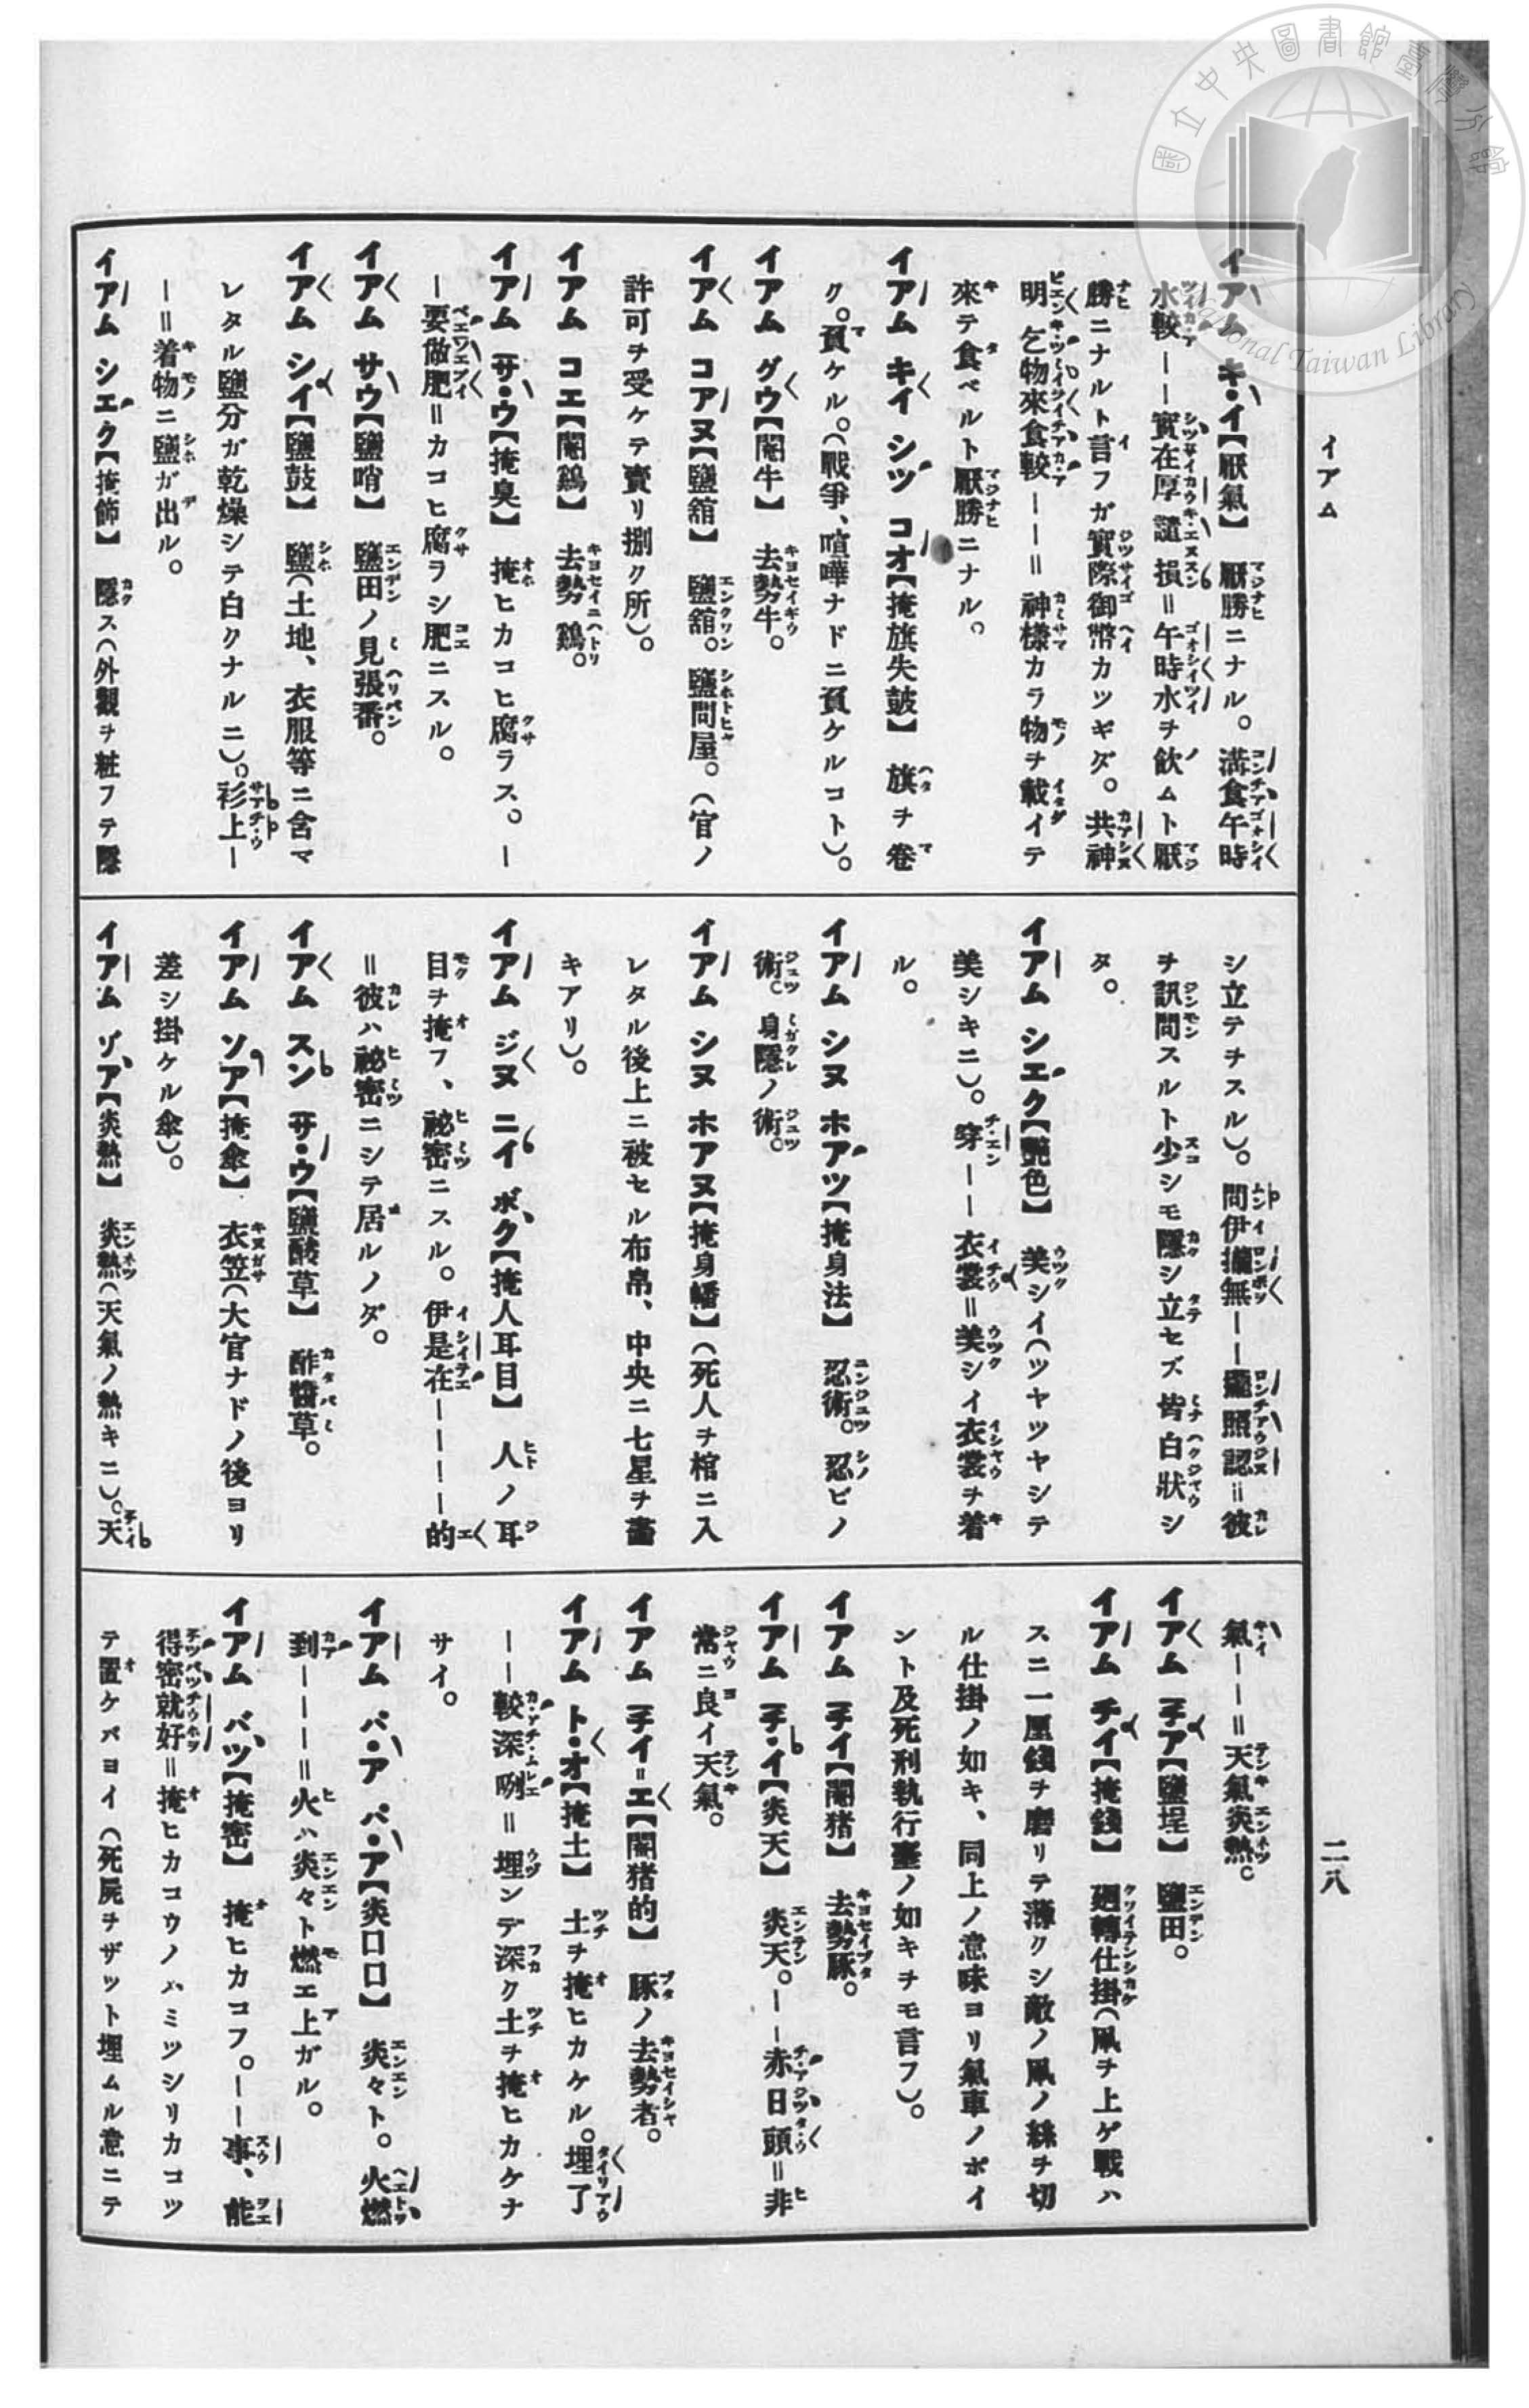 國立中央圖書館臺灣分館
National Taiwan Library
イアム
二八
イアム キ・イ【厭氣】 厭勝ニナル。溝食午時
水較——實在厚譴損＝午時水チ飲ムト厭
勝ニナルト言フガ實際御幣カツギダ。共神
明乞物來食較——＝神樣カラ物チ載イテ
來テ食ベルト厭勝ニナル。
イアム キイ シツ コオ【掩旗失鼓】 旗チ卷
ク。負ケル。(戰爭、喧嘩ナドニ負ケルコト)。
イアム グウ【閹牛】 去勢牛。
イアム コアヌ【鹽舘】 鹽舘。鹽問屋。(官ノ
許可チ受ケテ賣リ捌ク所)。
イアム コエ【閹鷄】 去勢鷄。
イアム サ・ウ【掩臭】 掩ヒカコヒ腐ラス。—
—要做肥＝カコヒ腐ラシ肥ニスル。
イアム サウ【鹽哨】 鹽田ノ見張番。
イアム シイ【鹽鼓】 鹽(土地、衣服等ニ含マ
レタル鹽分ガ乾燥シテ白クナルニ)。衫上—
—＝着物ニ鹽ガ出ル。
イアム シエク【掩飾】 隱ス(外觀チ粧フテ隱
シ立テチスル)。問伊攏無——攏照認＝彼
チ訊問スルト少シモ隱シ立セズ皆白狀シ
タ。
イアム シエク【艷色】 美シイ(ツヤツヤシテ
美シキニ)。穿——衣裳＝美シイ衣裳チ着
ル。
イアム シヌ ホアツ【掩身法】 忍術。忍ビノ
術。身隱ノ術。
イアム シヌ ホアヌ【掩身幡】(死人チ棺ニ入
レタル後上ニ被セル布帛、中央ニ七星チ畵
キアリ)。
イアム ジヌ ニイ ボク【掩人耳目】 人ノ耳
目チ掩フ、祕密ニスル。伊是在————的
＝彼ハ祕密ニシテ居ルノダ。
イアム スン サ・ウ【鹽酸草】 酢醬草。
イアム ソア【掩傘】 衣笠(大官ナドノ後ヨリ
差シ掛ケル傘)。
イアム ゾア【炎熱】 炎熱(天氣ノ熱キニ)。天
氣——＝天氣炎熱。
イアム チア【鹽埕】 鹽田。
イアム チイ【掩錢】 廻轉仕掛(凧チ上ゲ戰ハ
スニ一厘錢チ磨リテ薄クシ敵ノ凧ノ絲チ切
ル仕掛ノ如キ、同上ノ意味ヨリ氣車ノポイ
ント及死刑執行臺ノ如キチモ言フ)。
イアム チイ【閹猪】 去勢豚。
イアム チ・イ【炎天】 炎天。——赤日頭＝非
常ニ良イ天氣。
イアム チイ＝エ【閹猪的】 豚ノ去勢者。
イアム ト・オ【掩土】 土チ掩ヒカケル。埋了
——較深咧＝埋ンデ深ク土チ掩ヒカケナ
サイ。
イアム パ・ア パ・ア【炎口口】 炎々ト。火燃
到————＝火ハ炎々ト燃エ上ガル。
イアム バツ【掩密】 掩ヒカコフ。——事、能
得密就好＝掩ヒカコウノハミツシリカコツ
テ置ケバヨイ(死屍チザット埋ムル意ニテ